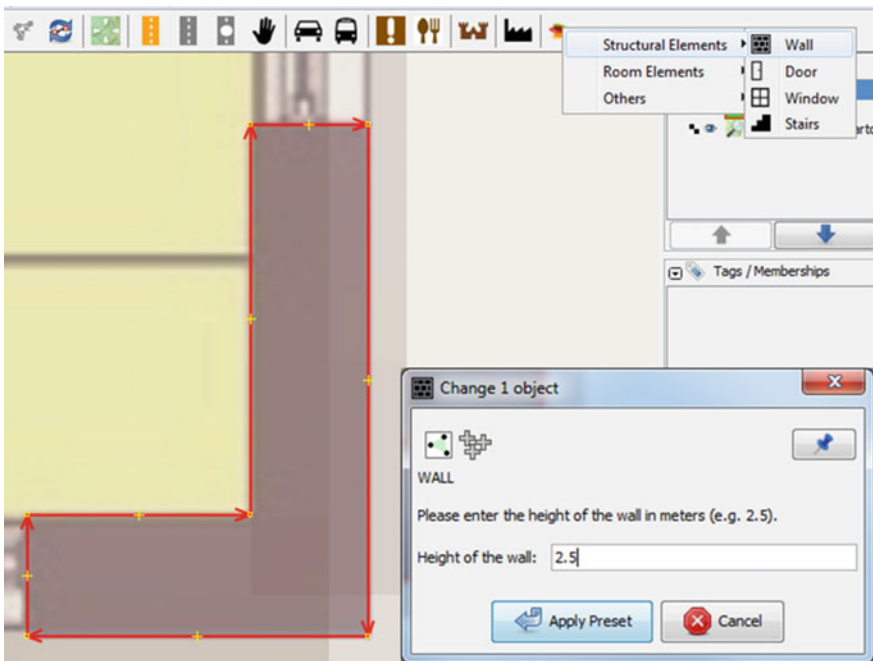 Structural Elements
Wall
Room Elements
Door
Others
Window
Stairs
Tags / Memberships
Change 1 object
WALL
Please enter the height of the wall in meters (e.g. 2.5).
Height of the wall: 2.5
Apply Preset
Cancel